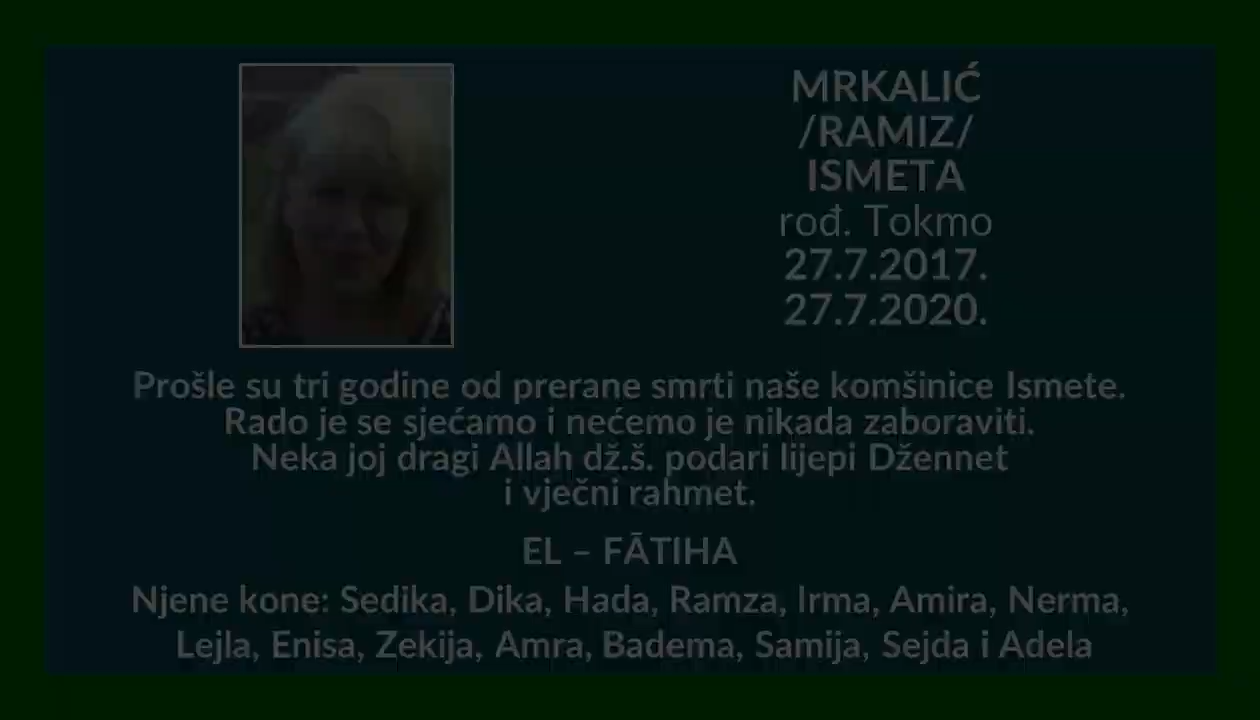 MRKALIĆ
/RAMIZ/
ISMETA
rođ. Tokmo
27.7.2017.
27.7.2020.
Prošle su tri godine od prerane smrti naše komšinice Ismete.
Rado je se sjećamo i nećemo je nikada zaboraviti.
Neka joj dragi Allah dž.š. podari lijepi Džennet
i vječni rahmet.
EL – FĀTIHA
Njene kone: Sedika, Dika, Hada, Ramza, Irma, Amira, Nerma,
Lejla, Enisa, Zekija, Amra, Badema, Samija, Sejda i Adela